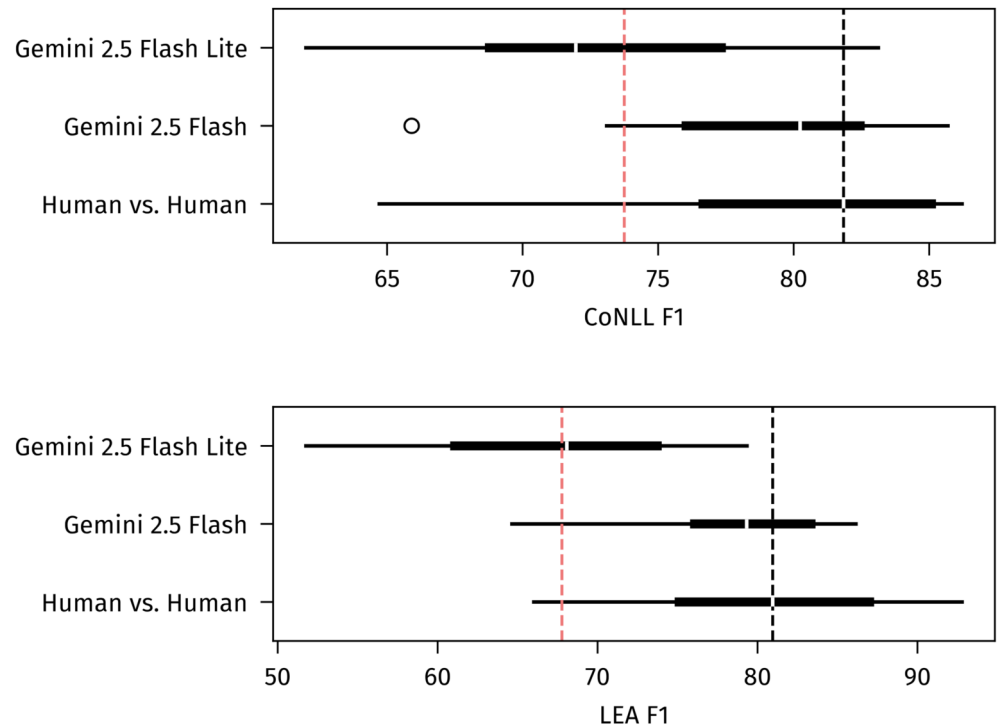 Gemini 2.5 Flash Lite
Gemini 2.5 Flash
Human vs. Human
65 70 75 80 85
CoNLL F1
Gemini 2.5 Flash Lite
Gemini 2.5 Flash
Human vs. Human
50 60 70 80 90
LEA F1